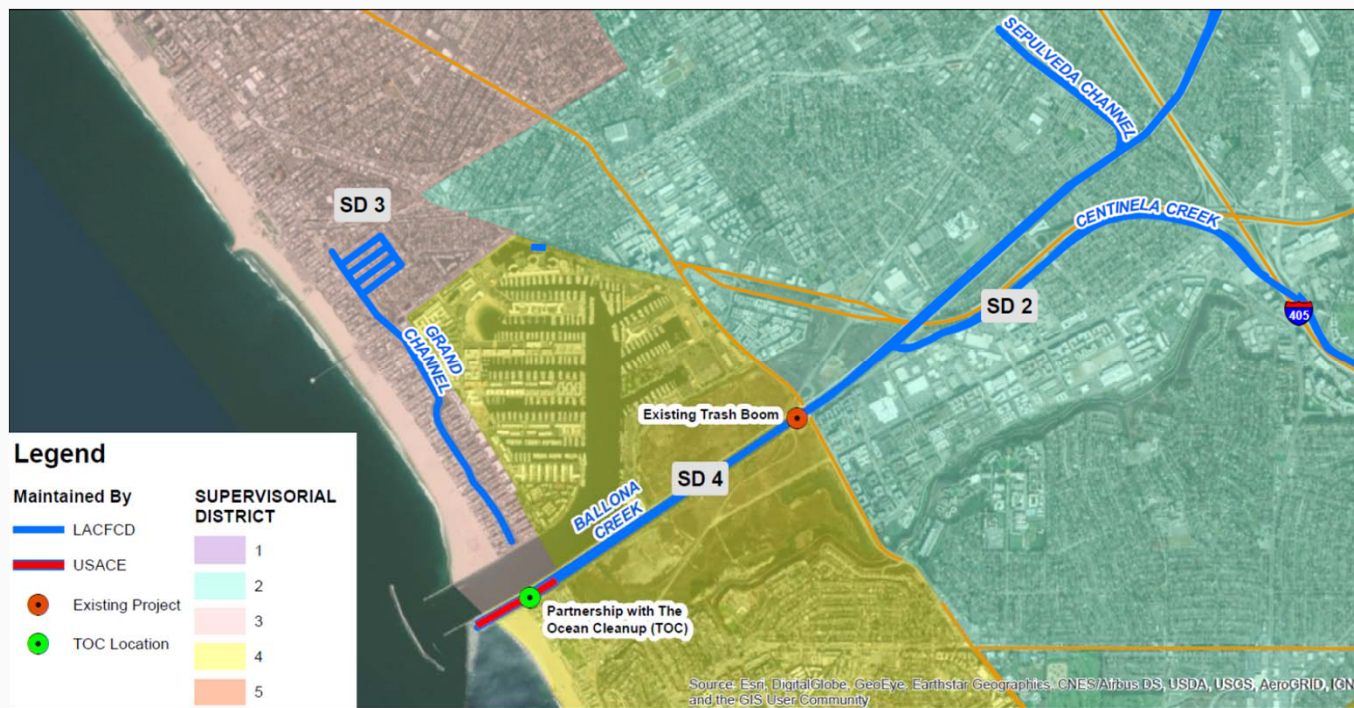 SEPULVEDA CHANNEL
SD 3
CENTINELA CREEK
SD 2
405
GRAND
CHANNEL
Existing Trash Boom
SD 4
BALLONA
CREEK
Partnership with The
Ocean Cleanup (TOC)
Legend
Maintained By
LACFCD
USACE
Existing Project
TOC Location
SUPERVISORIAL
DISTRICT
1
2
3
4
5
Source: Esri, DigitalGlobe, GeoEye, Earthstar Geographics, CNES/Airbus DS, USDA, USGS, AeroGRID, IGN
and the GIS User Community